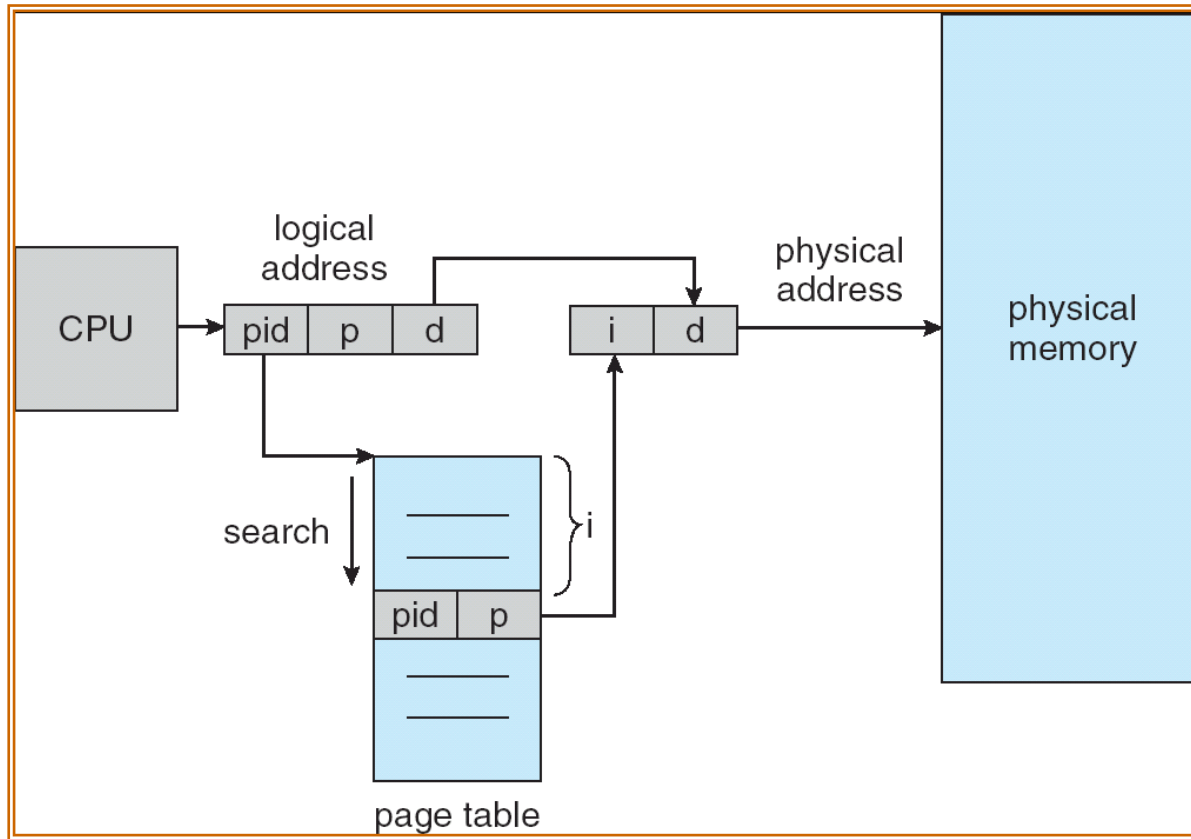 logical
address
physical
address
CPU
pid
p
d
i
d
physical
memory
search
i
pid
p
page table